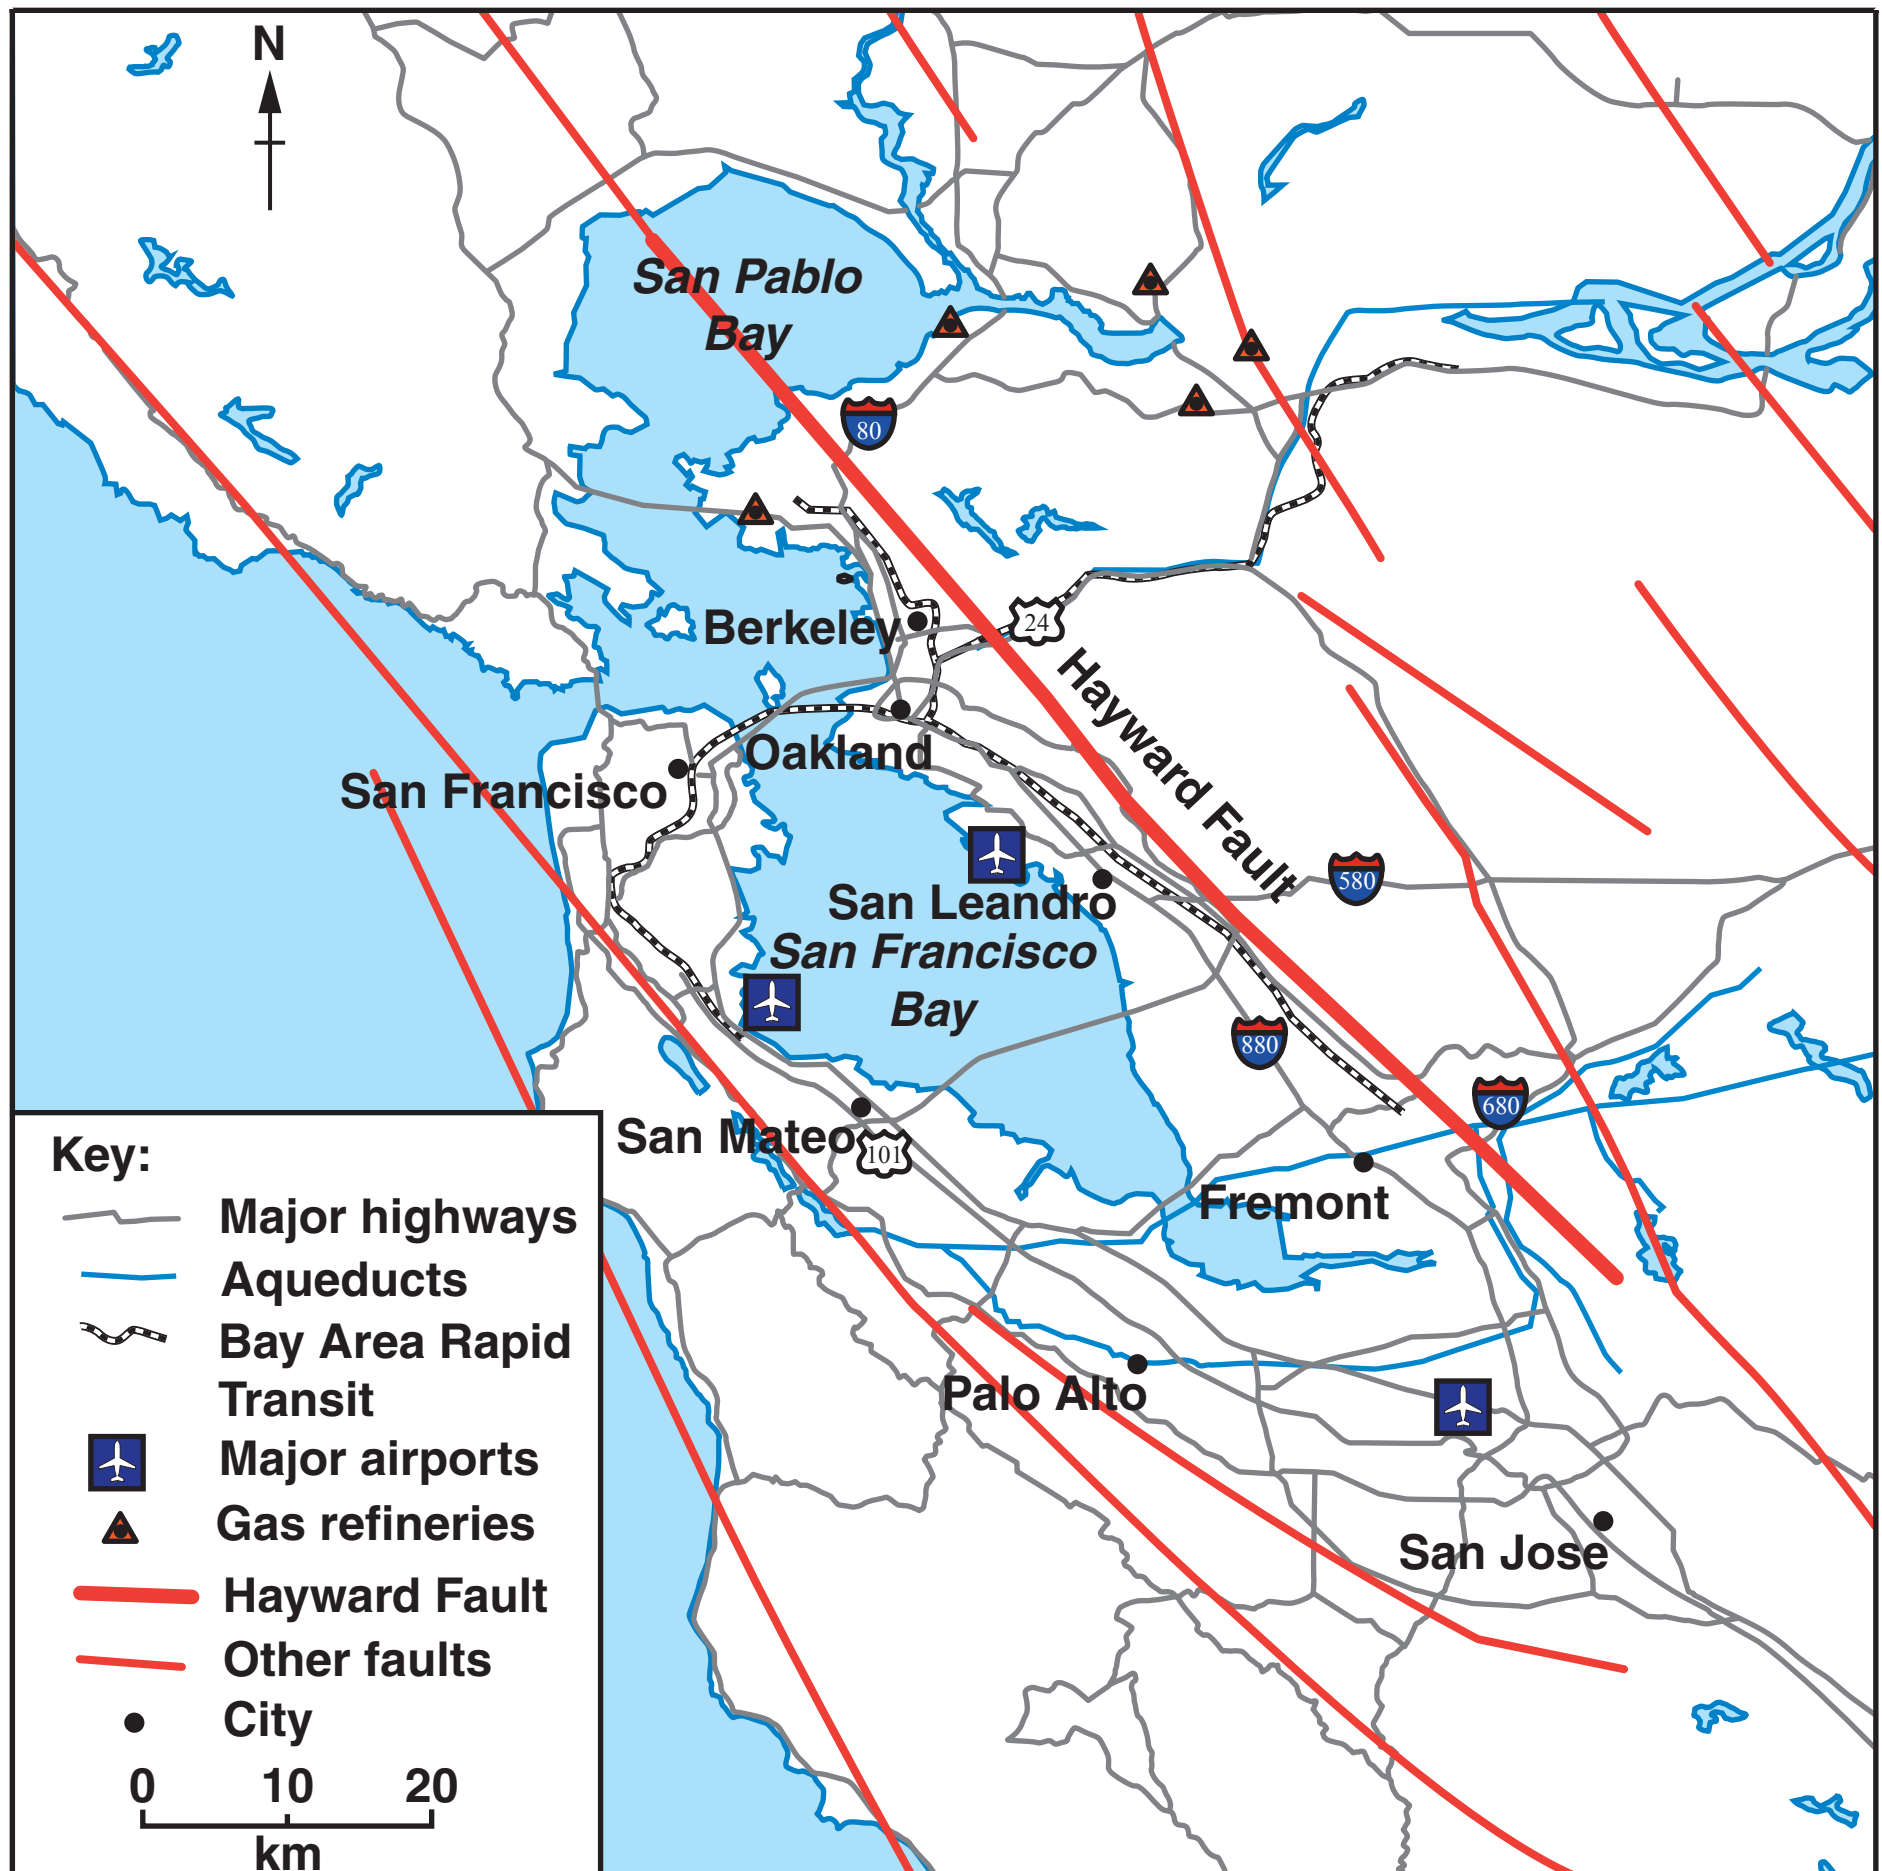 N
San Pablo
Bay
80
Berkeley
24
Hayward Fault
Oakland
San Francisco
580
San Leandro
San Francisco
Bay
880
680
San Mateo
101
Fremont
Palo Alto
San Jose
Key:
Major highways
Aqueducts
Bay Area Rapid
Transit
Major airports
Gas refineries
Hayward Fault
Other faults
City
0 10 20
km